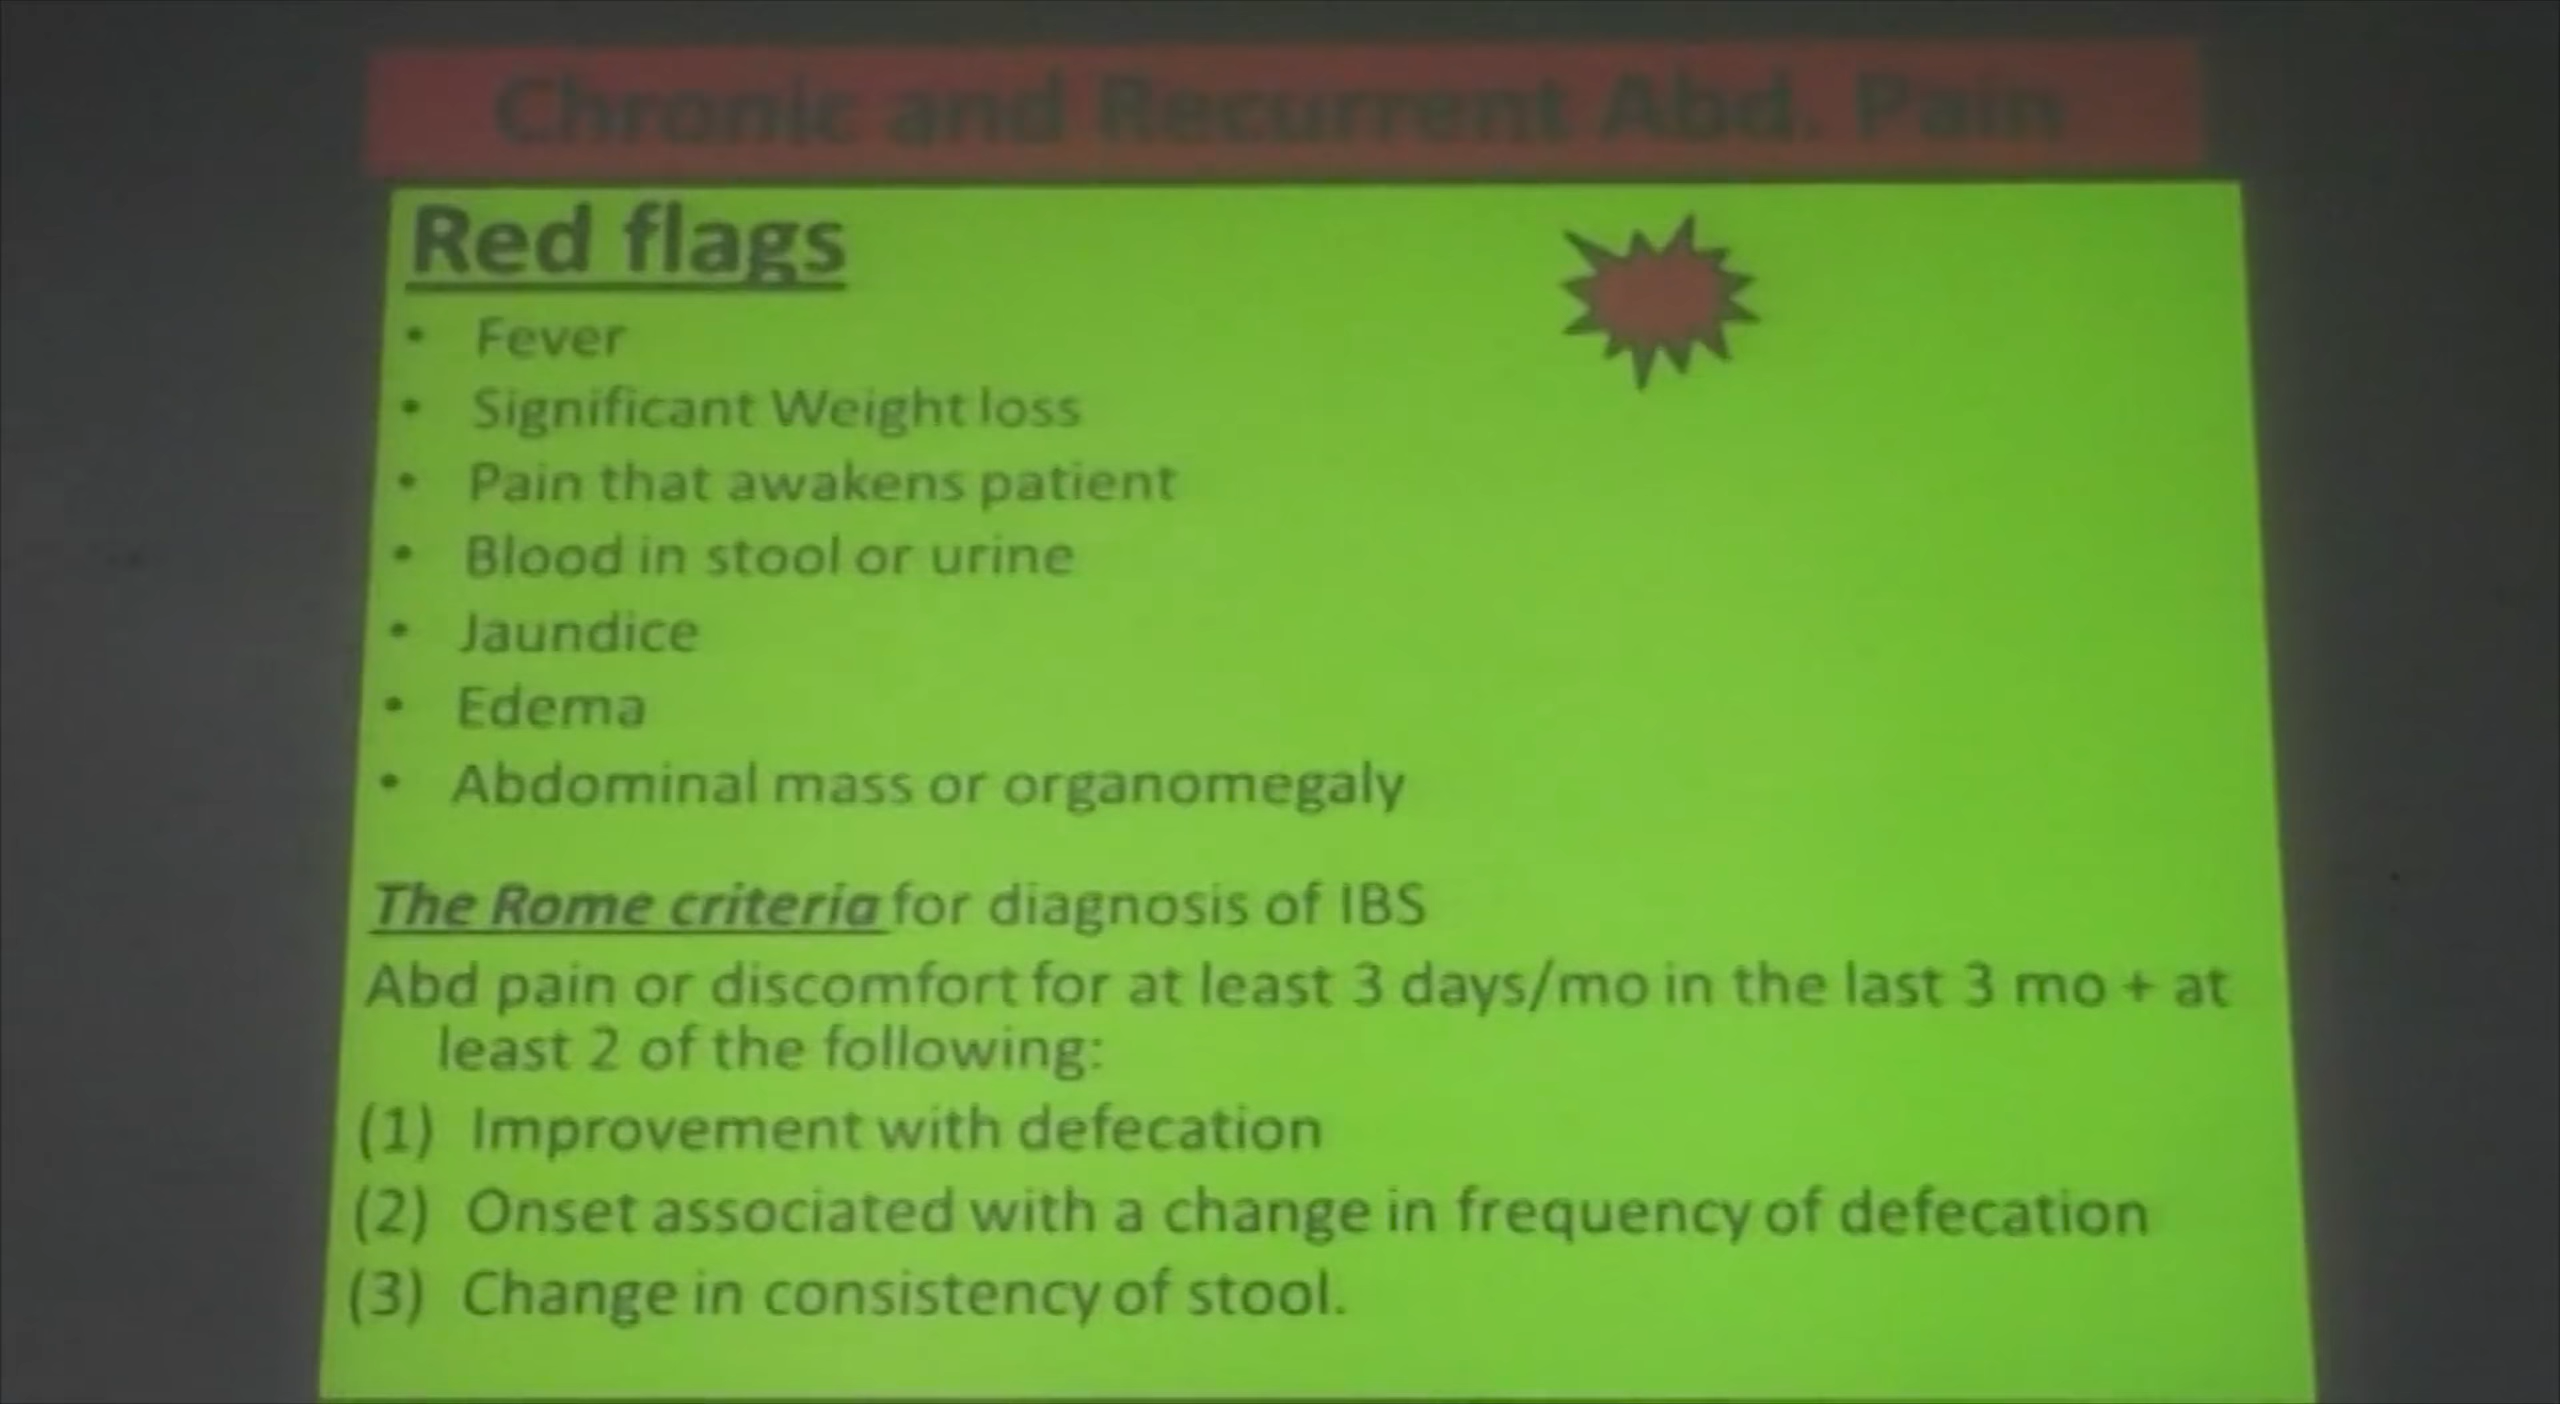 Chronic and Recurrent Abd. Pain
Red flags
• Fever
• Significant Weight loss
• Pain that awakens patient
• Blood in stool or urine
• Jaundice
• Edema
• Abdominal mass or organomegaly
The Rome criteria for diagnosis of IBS
Abd pain or discomfort for at least 3 days/mo in the last 3 mo + at
least 2 of the following:
(1) Improvement with defecation
(2) Onset associated with a change in frequency of defecation
(3) Change in consistency of stool.